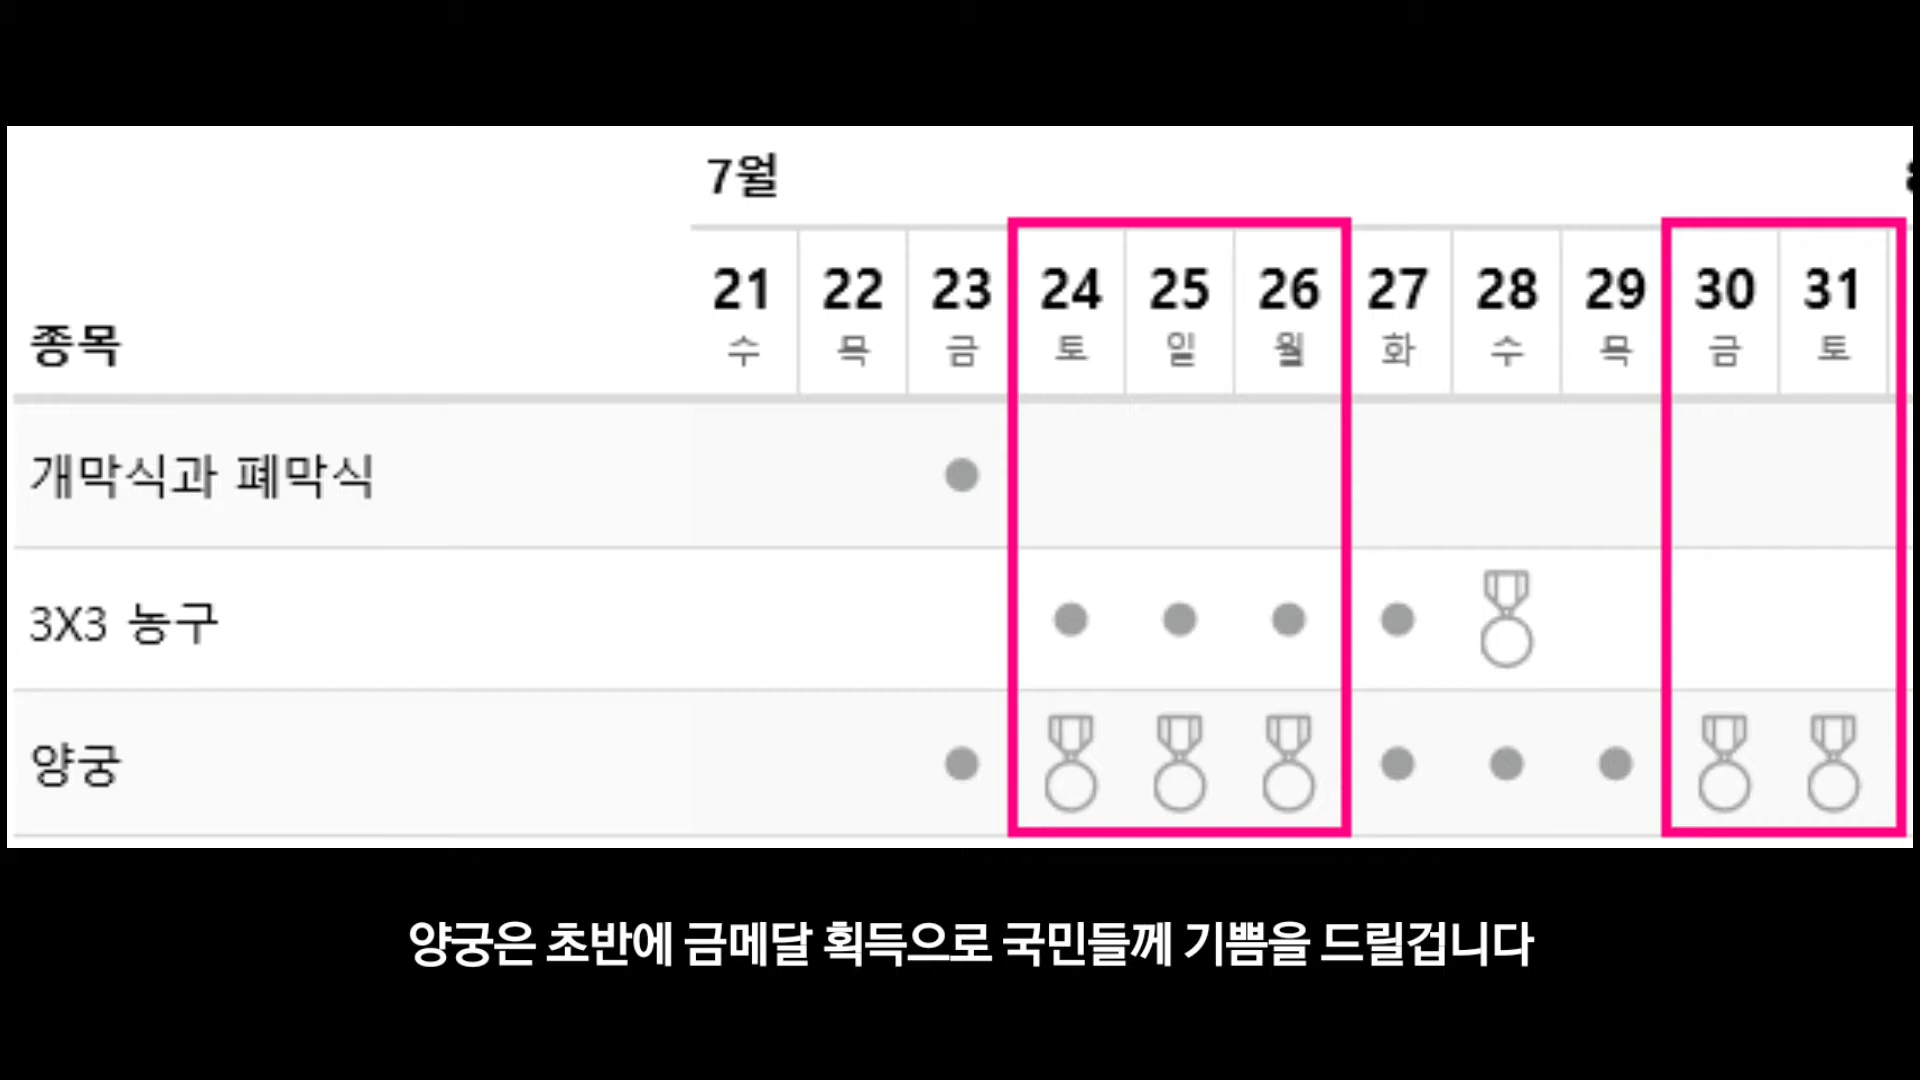 7월
21 22 23 24 25 26 27 28 29 30 31
종목 수 목 금 토 일 월 화 수 목 금 토
개막식과 폐막식
3X3 농구
양궁
양궁은 초반에 금메달 획득으로 국민들께 기쁨을 드릴겁니다